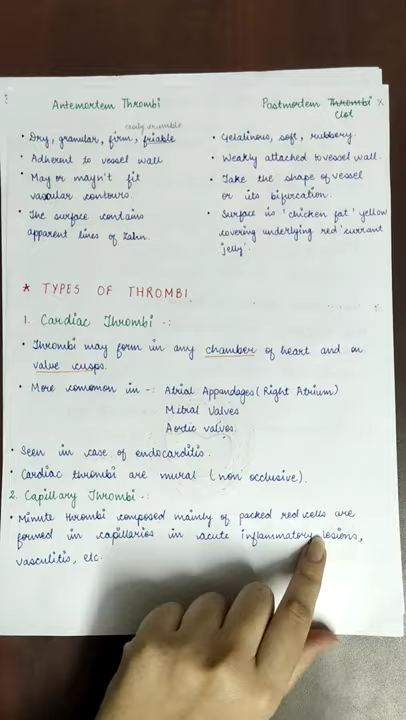 Antemortem Thrombi
Postmortem Thrombi x
Clot
easily crumble
• Dry, granular, firm, friable
• Adherent to vessel wall
• May or mayn't fit
vascular contours.
• The surface contains
apparent lines of Zahn.
• Gelatinous, soft, rubbery.
• Weakly attached to vessel wall.
• Take the shape of vessel
or its bifurcation.
• Surface is 'chicken fat' yellow
covering underlying red 'currant
jelly'.
* TYPES OF THROMBI
1. Cardiac Thrombi -:
• Thrombi may form in any chamber of heart and on
value cusps.
• More common in -: Atrial Appendages (Right Atrium)
Mitral Valves
Aortic valves.
• Seen in case of endocarditis.
• Cardiac thrombi are mural (non occlusive).
2. Capillary Thrombi -:
• Minute thrombi composed mainly of packed red cells are
formed in capillaries in acute inflammatory lesions,
vasculitis, etc.